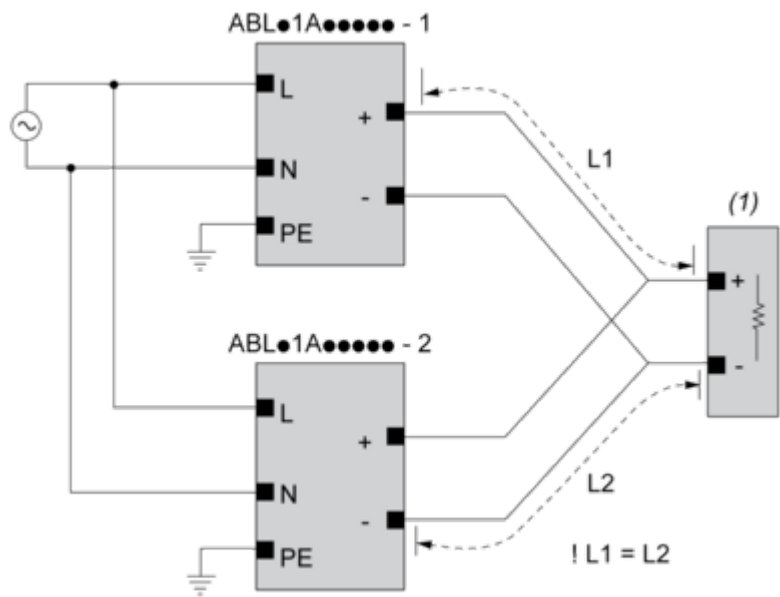 ABL●1A●●●●● - 1
L
+
L1
N
-
PE
(1)
+
-
ABL●1A●●●●● - 2
L
+
N
L2
-
! L1 = L2
PE